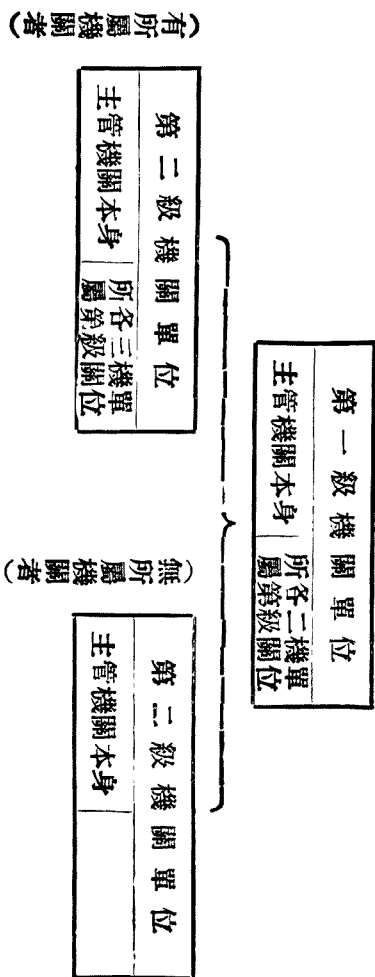 第一級機關單位
主管機關本身
所各二機單
屬第級關位
第二級機關單位
主管機關本身
所各三機單
屬第級關位
(有所屬機關者)
第二級機關單位
主管機關本身
(無所屬機關者)